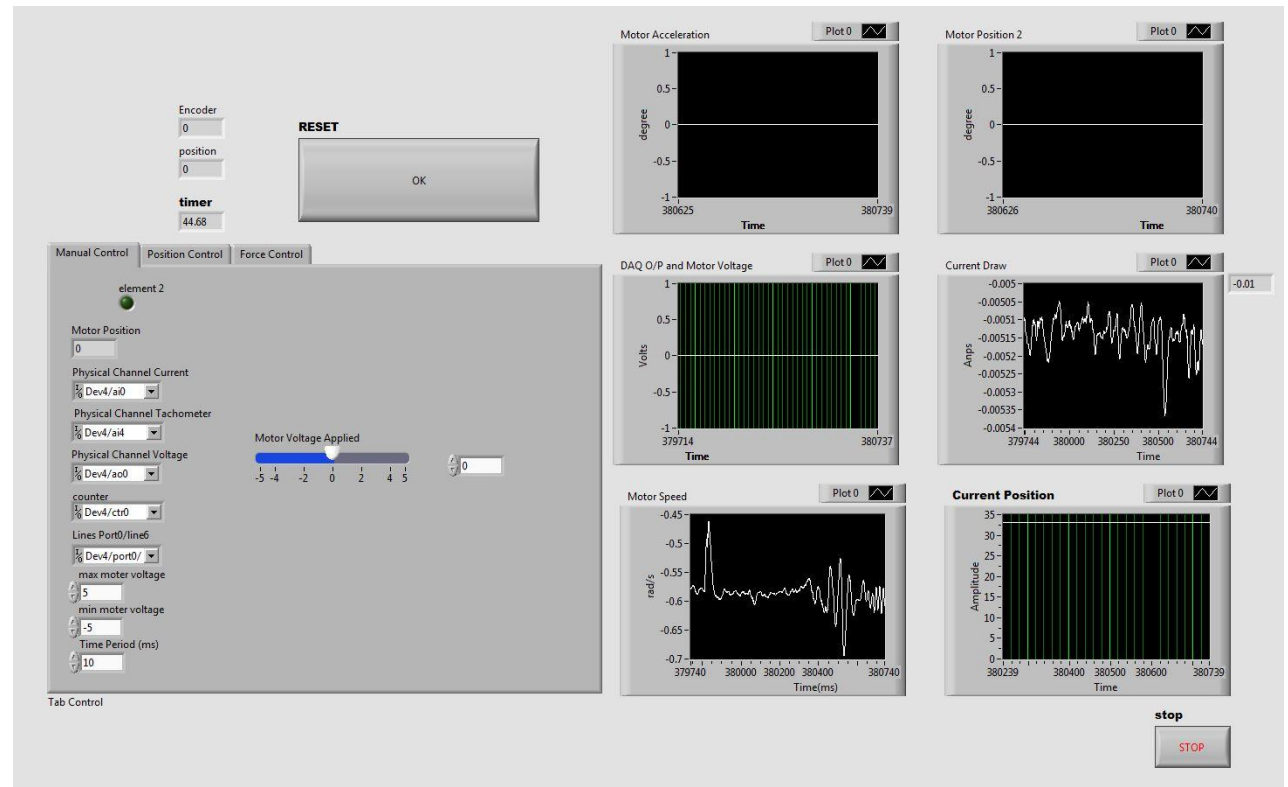 Encoder
0
position
0
timer
44.68
RESET
OK
Manual Control
Position Control
Force Control
element 2
Motor Position
0
Physical Channel Current
Dev4/ai0
Physical Channel Tachometer
Dev4/ai4
Physical Channel Voltage
Dev4/ao0
counter
Dev4/ctr0
Lines Port0/line6
Dev4/port0/
max moter voltage
5
min moter voltage
-5
Time Period (ms)
10
Motor Voltage Applied
-5 -4 -2 0 2 4 5
0
Tab Control
Motor Acceleration
Plot 0
degree
1
0.5
0
-0.5
-1
380625 380739
Time
Motor Position 2
Plot 0
degree
1
0.5
0
-0.5
-1
380626 380740
Time
DAQ O/P and Motor Voltage
Plot 0
Volts
1
0.5
0
-0.5
-1
379714 380737
Time
Current Draw
Plot 0
-0.01
Anps
-0.005
-0.00505
-0.0051
-0.00515
-0.0052
-0.00525
-0.0053
-0.00535
-0.0054
379744 380000 380250 380500 380744
Time
Motor Speed
Plot 0
rad/s
-0.45
-0.5
-0.55
-0.6
-0.65
-0.7
379740 380000 380200 380400 380740
Time(ms)
Current Position
Plot 0
Amplitude
35
30
25
20
15
10
5
0
380239 380400 380500 380600 380739
Time
stop
STOP